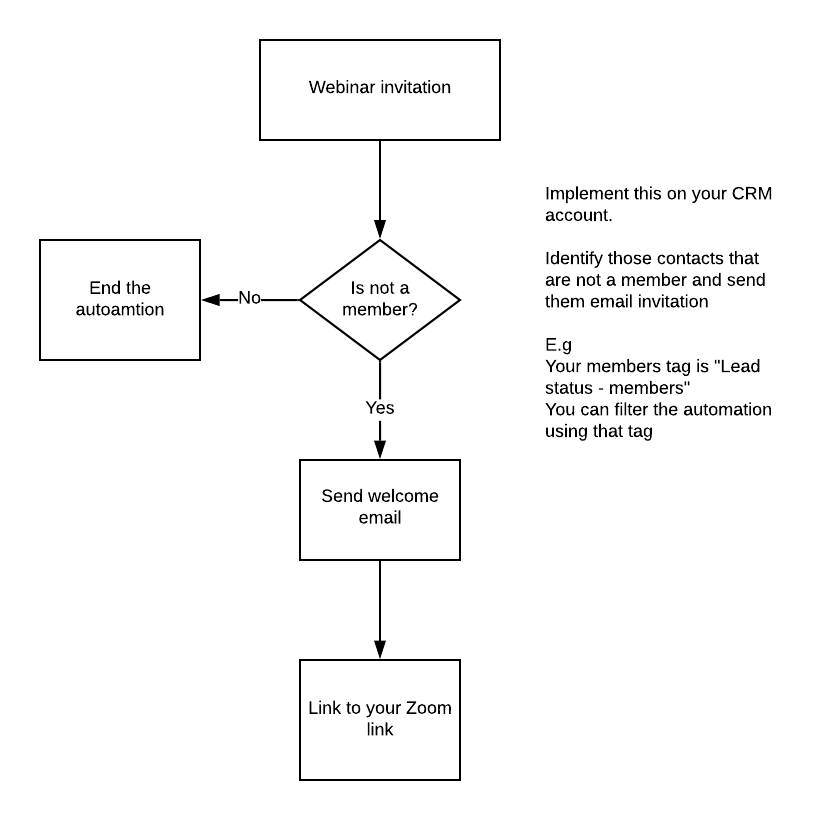 Webinar invitation
Implement this on your CRM
account.
Identify those contacts that
are not a member and send
them email invitation
E.g
Your members tag is "Lead
status - members"
You can filter the automation
using that tag
Is not a
member?
No
End the
autoamtion
Yes
Send welcome
email
Link to your Zoom
link